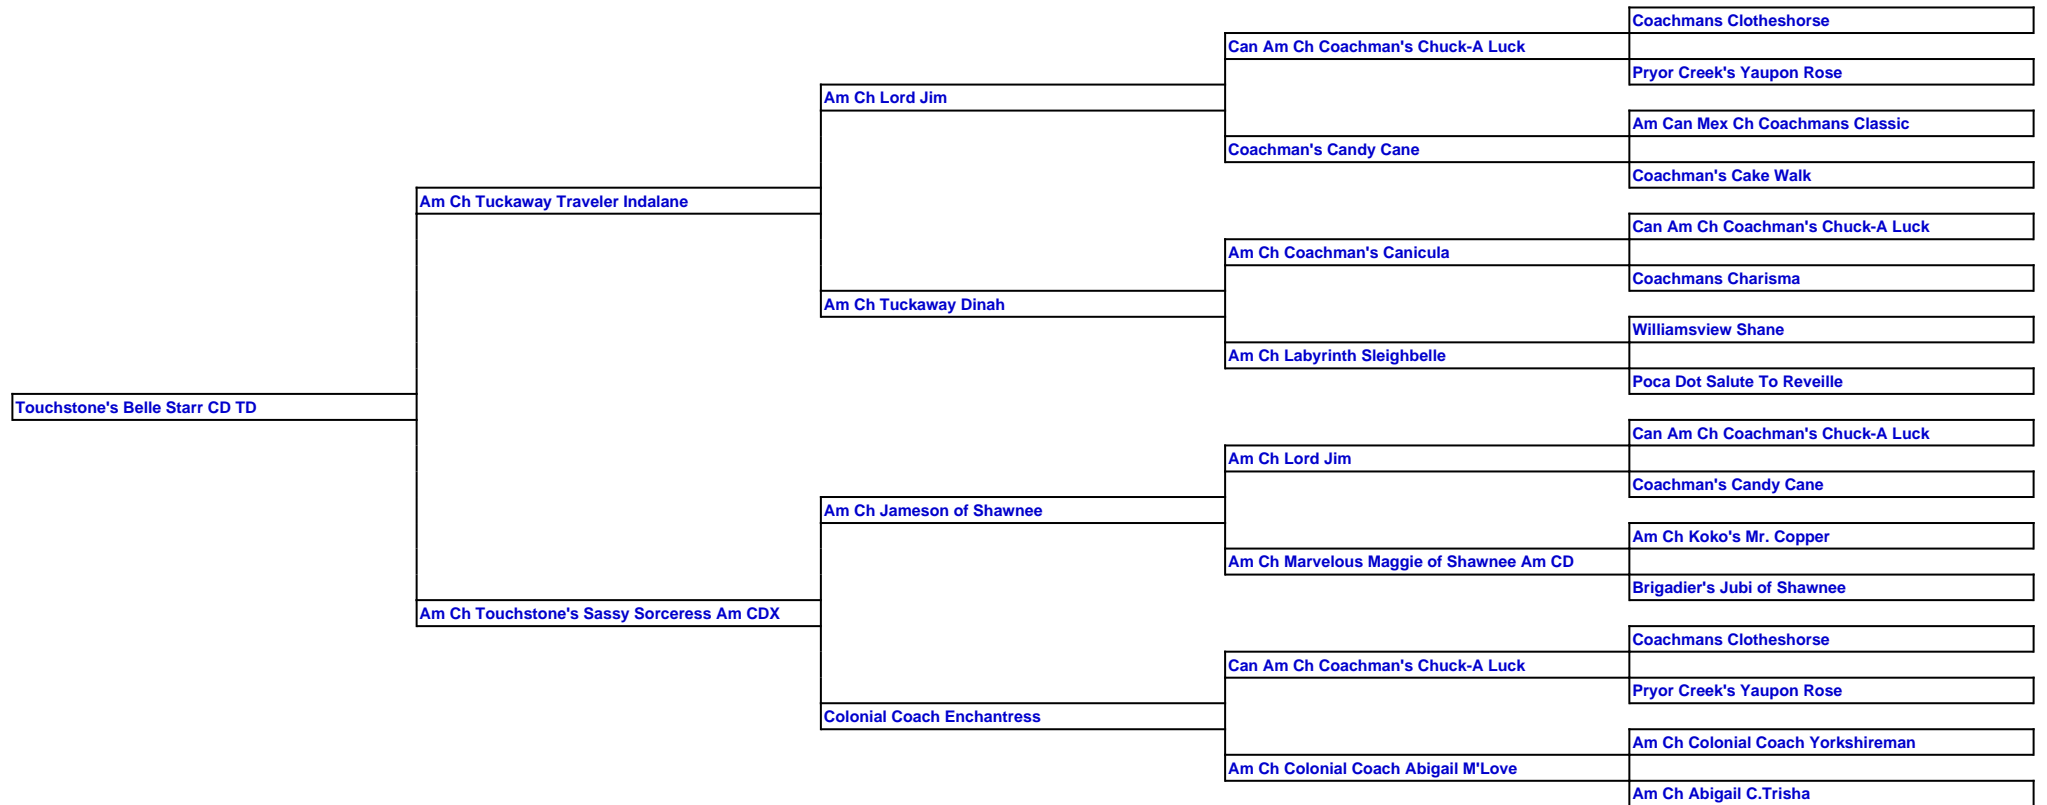 Coachmans Clotheshorse
Can Am Ch Coachman's Chuck-A Luck
Pryor Creek's Yaupon Rose
Am Ch Lord Jim
Am Can Mex Ch Coachmans Classic
Coachman's Candy Cane
Coachman's Cake Walk
Am Ch Tuckaway Traveler Indalane
Can Am Ch Coachman's Chuck-A Luck
Am Ch Coachman's Canicula
Coachmans Charisma
Am Ch Tuckaway Dinah
Williamsview Shane
Am Ch Labyrinth Sleighbelle
Poca Dot Salute To Reveille
Touchstone's Belle Starr CD TD
Can Am Ch Coachman's Chuck-A Luck
Am Ch Lord Jim
Coachman's Candy Cane
Am Ch Jameson of Shawnee
Am Ch Koko's Mr. Copper
Am Ch Marvelous Maggie of Shawnee Am CD
Brigadier's Jubi of Shawnee
Am Ch Touchstone's Sassy Sorceress Am CDX
Coachmans Clotheshorse
Can Am Ch Coachman's Chuck-A Luck
Pryor Creek's Yaupon Rose
Colonial Coach Enchantress
Am Ch Colonial Coach Yorkshireman
Am Ch Colonial Coach Abigail M'Love
Am Ch Abigail C.Trisha